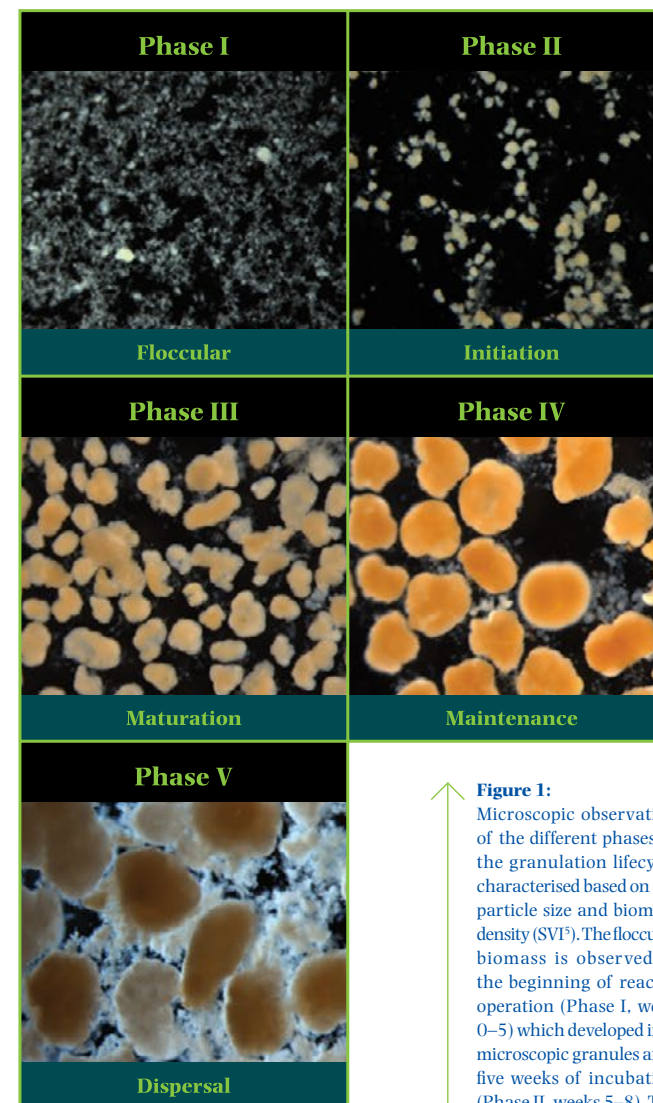 Phase I
Phase II
Floccular
Initiation
Phase III
Phase IV
Maturation
Maintenance
Phase V
Dispersal
Figure 1:
Microscopic
of the different phases
the granulation
characterised based on
particle size and
density (SVI⁵). The
biomass is observed
the beginning of
operation (Phase I,
0–5) which developed
microscopic granules
five weeks of
(Phase II, weeks 5–8).